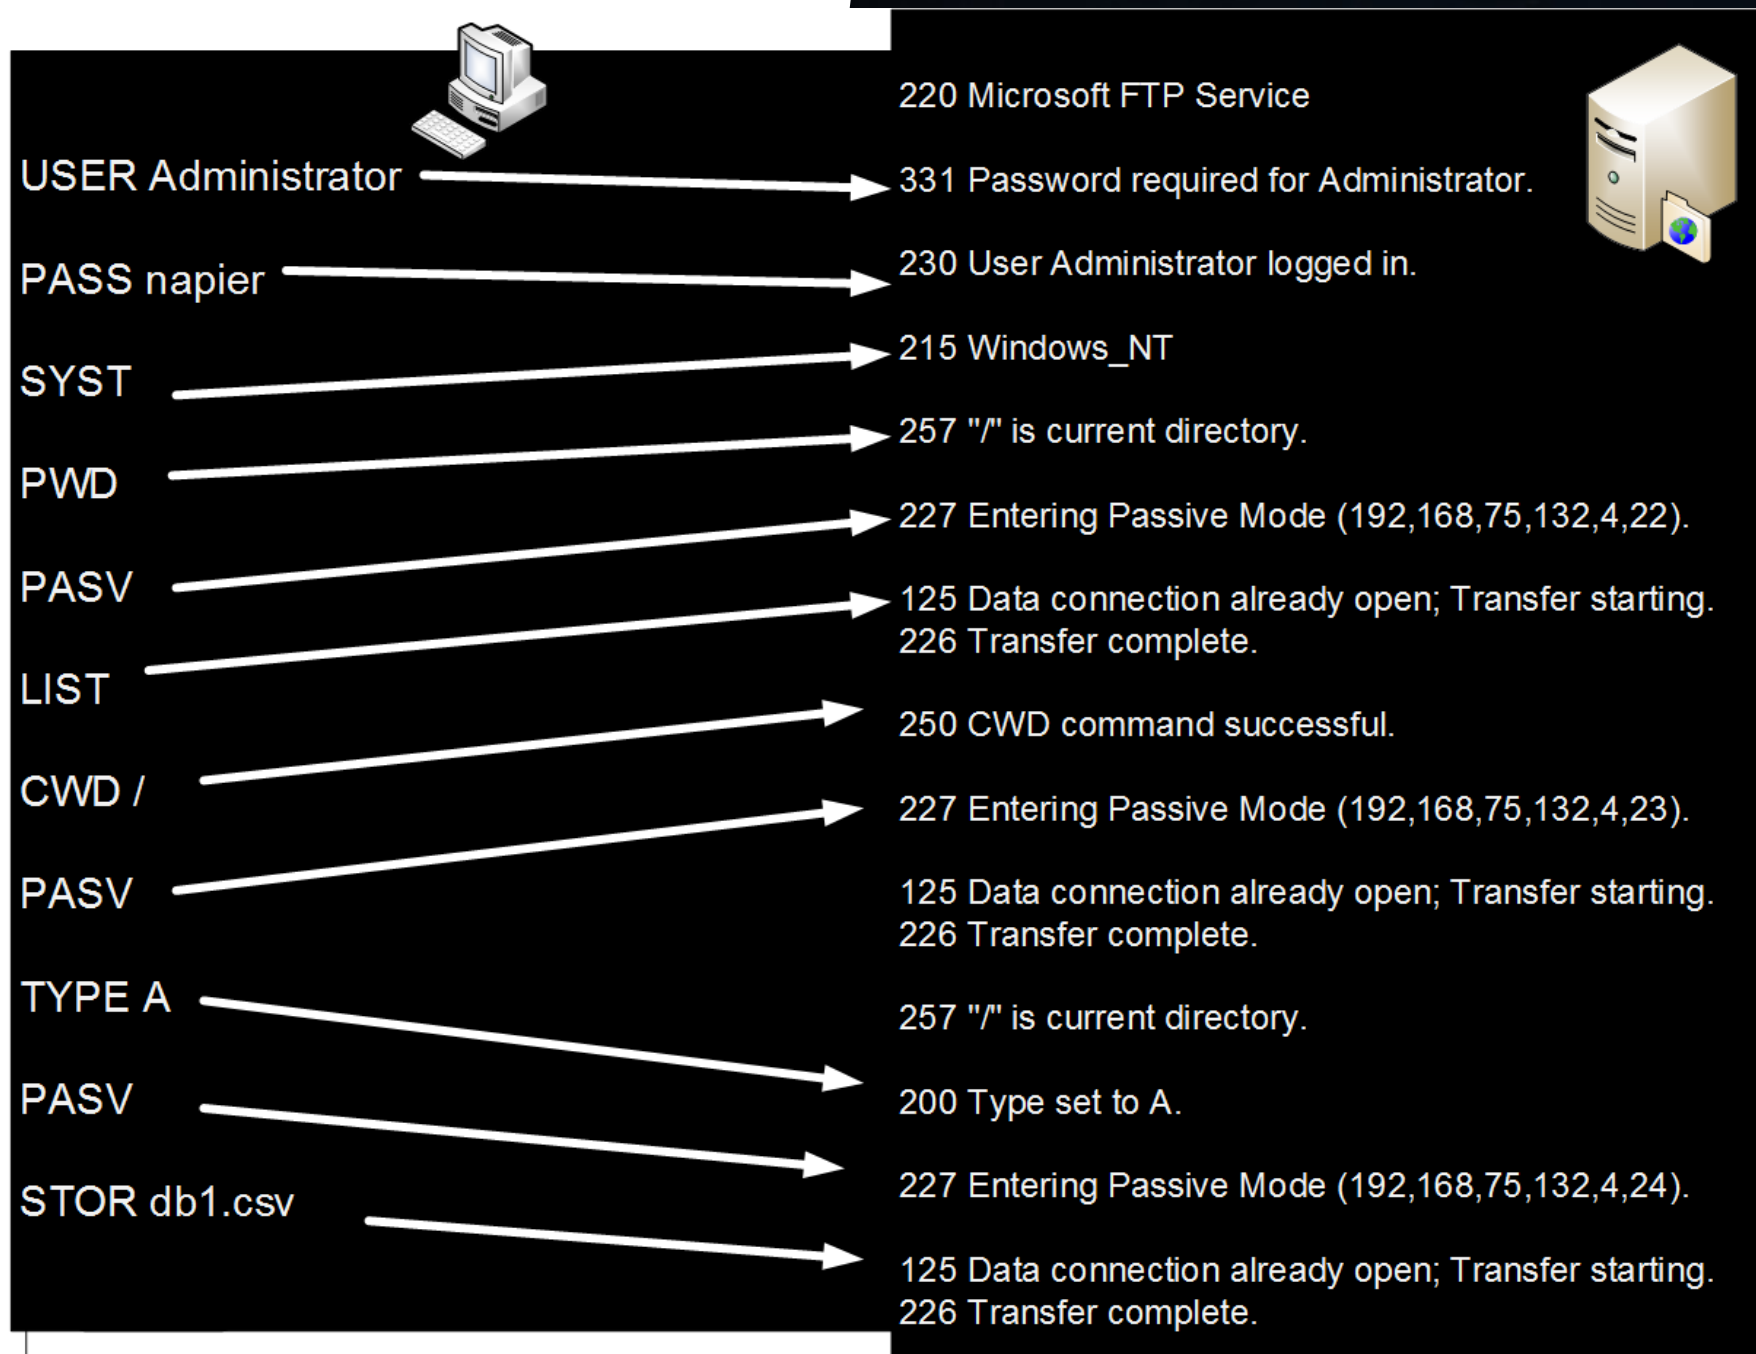 USER Administrator
PASS napier
SYST
PWD
PASV
LIST
CWD /
PASV
TYPE A
PASV
STOR db1.csv
220 Microsoft FTP Service
331 Password required for Administrator.
230 User Administrator logged in.
215 Windows_NT
257 "/" is current directory.
227 Entering Passive Mode (192,168,75,132,4,22).
125 Data connection already open; Transfer starting.
226 Transfer complete.
250 CWD command successful.
227 Entering Passive Mode (192,168,75,132,4,23).
125 Data connection already open; Transfer starting.
226 Transfer complete.
257 "/" is current directory.
200 Type set to A.
227 Entering Passive Mode (192,168,75,132,4,24).
125 Data connection already open; Transfer starting.
226 Transfer complete.